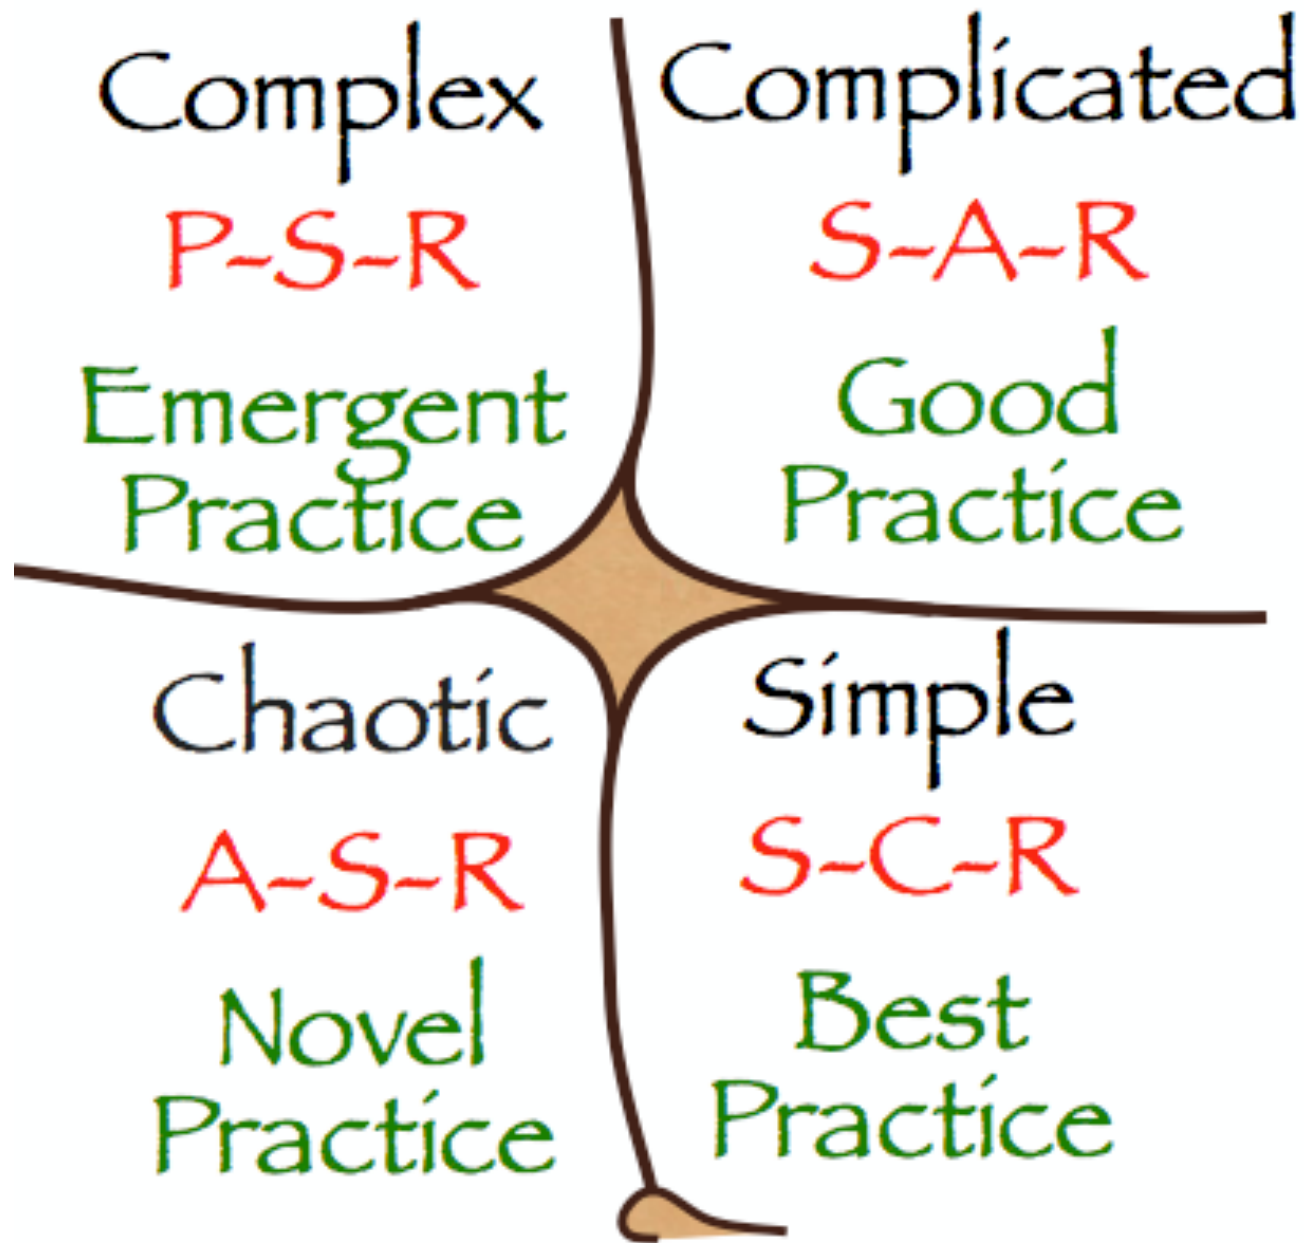 Complex
P-S-R
Emergent
Practice
Complicated
S-A-R
Good
Practice
Chaotic
A-S-R
Novel
Practice
Simple
S-C-R
Best
Practice